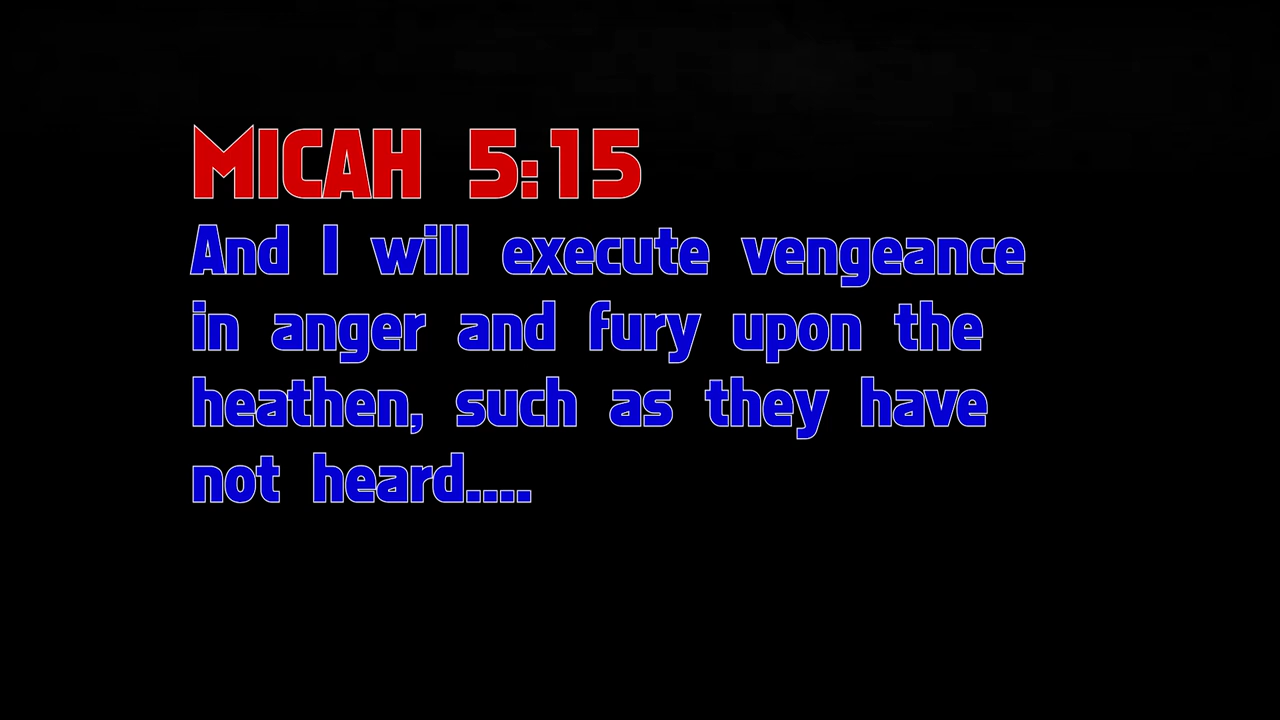 MICAH 5:15
And I will execute vengeance
in anger and fury upon the
heathen, such as they have
not heard....